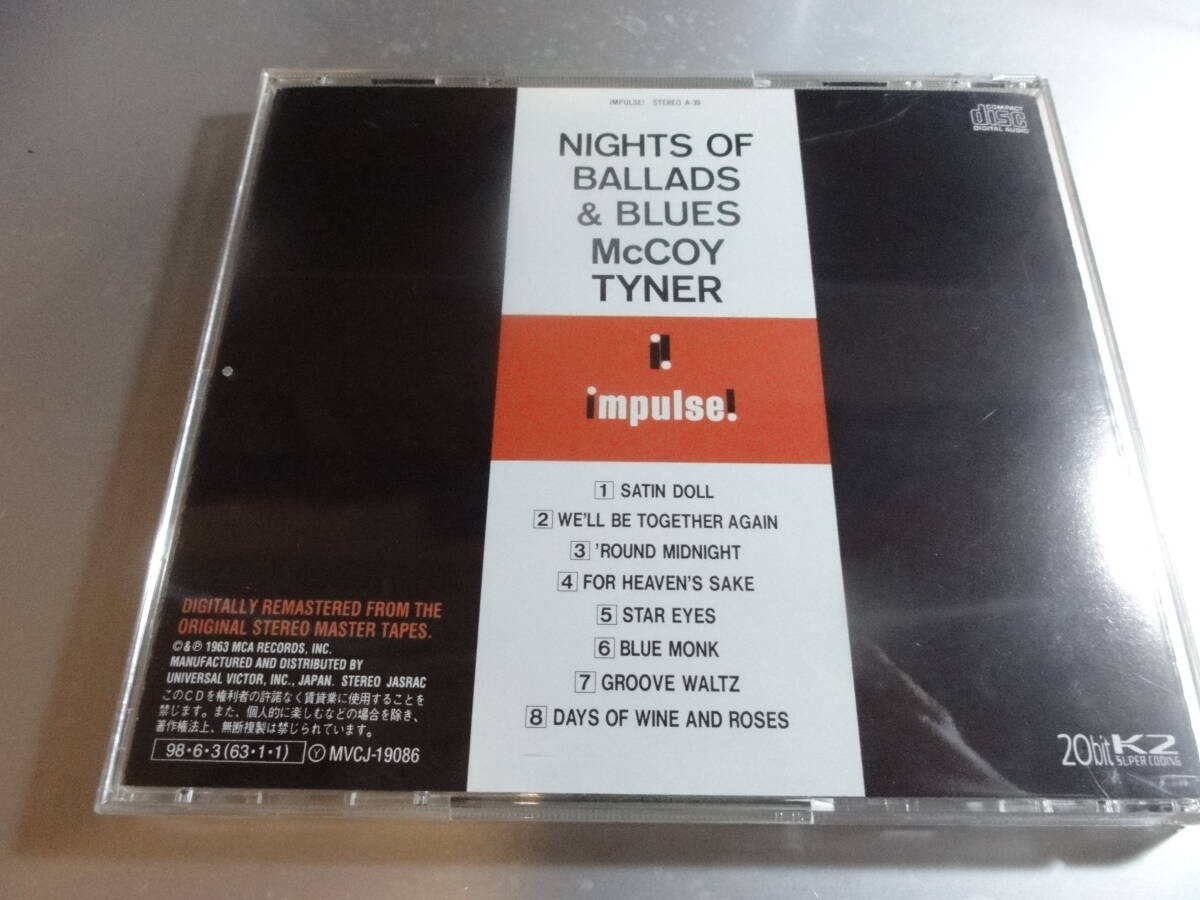 IMPULSE! STEREO A-39
COMPACT
disc
DIGITAL AUDIO
NIGHTS OF
BALLADS
& BLUES
McCOY
TYNER
i!
impulse!
1 SATIN DOLL
2 WE'LL BE TOGETHER AGAIN
3 'ROUND MIDNIGHT
4 FOR HEAVEN'S SAKE
5 STAR EYES
6 BLUE MONK
7 GROOVE WALTZ
8 DAYS OF WINE AND ROSES
DIGITALLY REMASTERED FROM THE
ORIGINAL STEREO MASTER TAPES.
©&℗ 1963 MCA RECORDS, INC.
MANUFACTURED AND DISTRIBUTED BY
UNIVERSAL VICTOR, INC., JAPAN. STEREO JASRAC
このCDを権利者の許諾なく賃貸業に使用することを
禁じます。また、個人的に楽しむなどの場合を除き、
著作権法上、無断複製は禁じられています。
98・6・3(63・1・1) Ⓨ MVCJ-19086
20bit K2
SUPER CODING